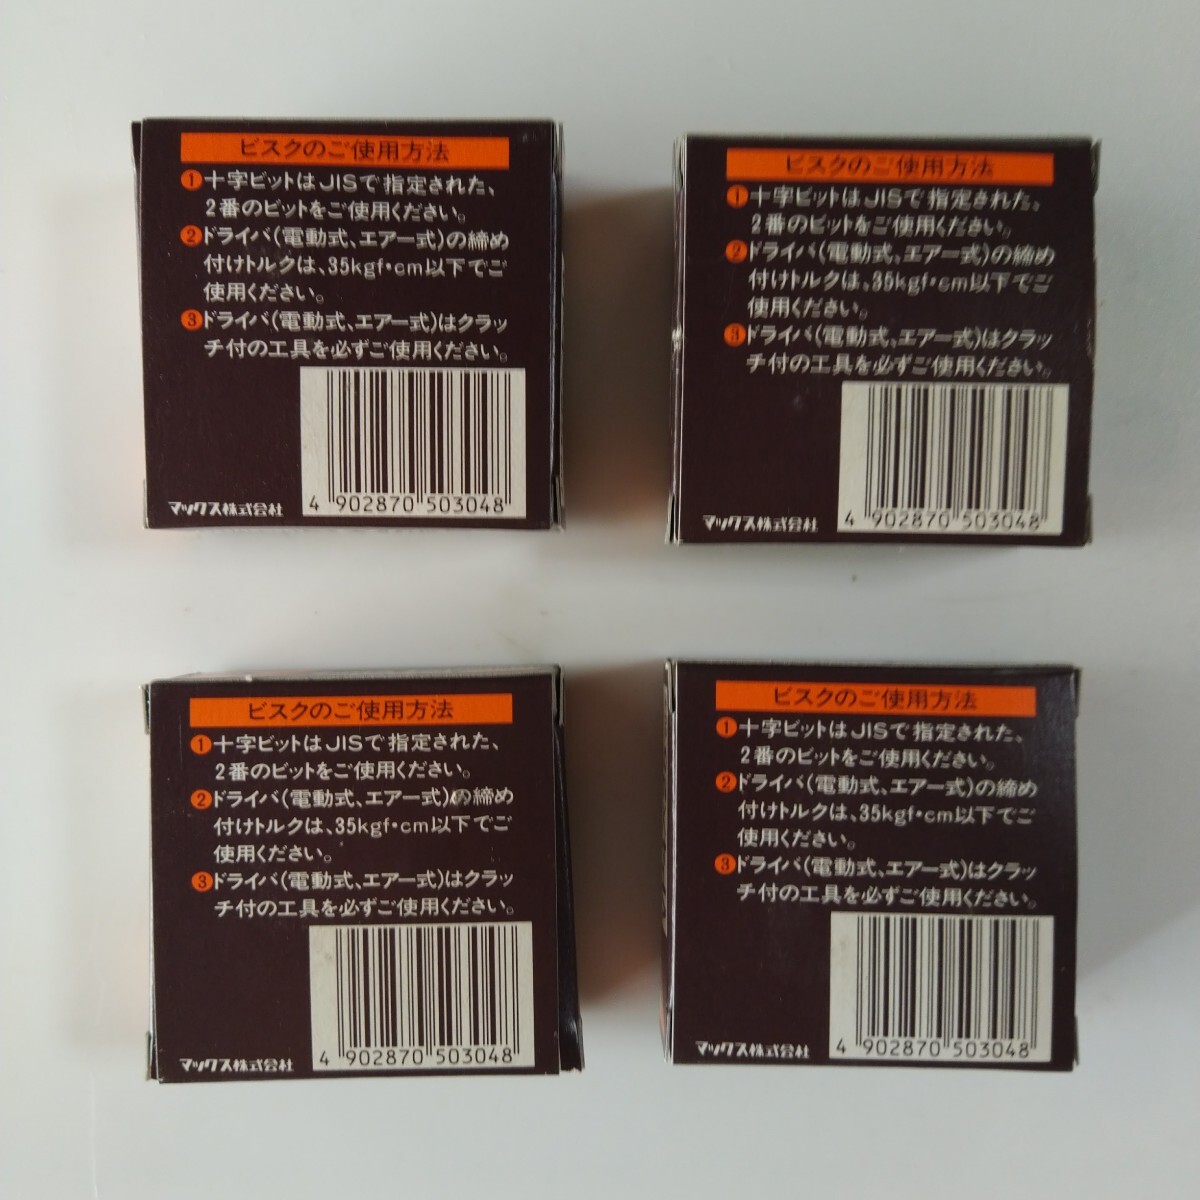 ビスクのご使用方法
❶十字ビットはJISで指定された、
2番のビットをご使用ください。
❷ドライバ(電動式、エアー式)の締め
付けトルクは、35kgf・cm以下でご
使用ください。
❸ドライバ(電動式、エアー式)はクラッ
チ付の工具を必ずご使用ください。
マックス株式会社
4 902870 503048
ビスクのご使用方法
❶十字ビットはJISで指定された、
2番のビットをご使用ください。
❷ドライバ(電動式、エアー式)の締め
付けトルクは、35kgf・cm以下でご
使用ください。
❸ドライバ(電動式、エアー式)はクラッ
チ付の工具を必ずご使用ください。
マックス株式会社
4 902870 503048
ビスクのご使用方法
❶十字ビットはJISで指定された、
2番のビットをご使用ください。
❷ドライバ(電動式、エアー式)の締め
付けトルクは、35kgf・cm以下でご
使用ください。
❸ドライバ(電動式、エアー式)はクラッ
チ付の工具を必ずご使用ください。
マックス株式会社
4 902870 503048
ビスクのご使用方法
❶十字ビットはJISで指定された、
2番のビットをご使用ください。
❷ドライバ(電動式、エアー式)の締め
付けトルクは、35kgf・cm以下でご
使用ください。
❸ドライバ(電動式、エアー式)はクラッ
チ付の工具を必ずご使用ください。
マックス株式会社
4 902870 503048